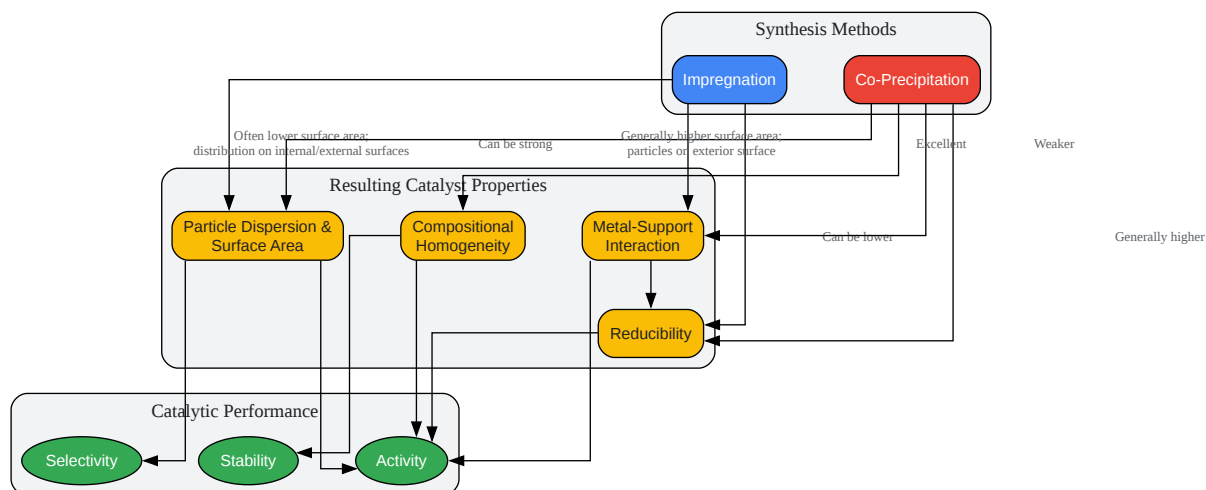 Synthesis Methods
Impregnation
Co-Precipitation
Often lower surface area;
distribution on internal/external surfaces
Can be strong
Generally higher surface area;
particles on exterior surface
Excellent
Weaker
Resulting Catalyst Properties
Particle Dispersion &
Surface Area
Compositional
Homogeneity
Metal-Support
Interaction
Can be lower
Generally higher
Reducibility
Catalytic Performance
Selectivity
Stability
Activity